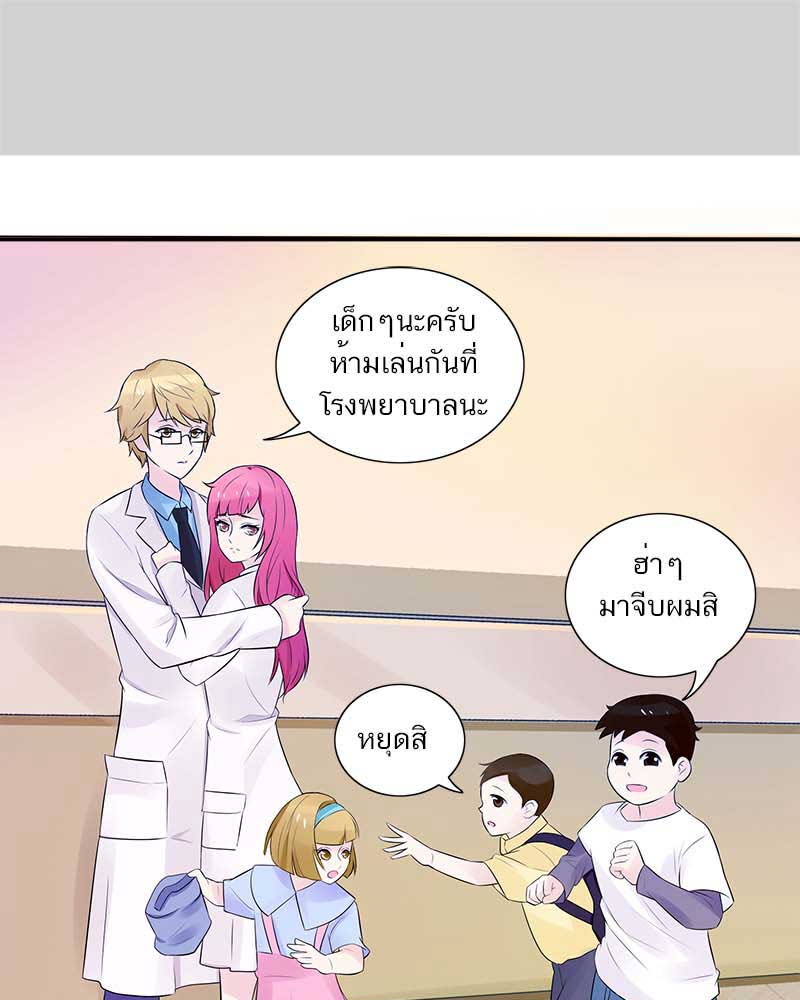 เด็กๆนะครับ
ห้ามเล่นกันที่
โรงพยาบาลนะ
ฮ่าๆ
มาจีบผมสิ
หยุดสิ